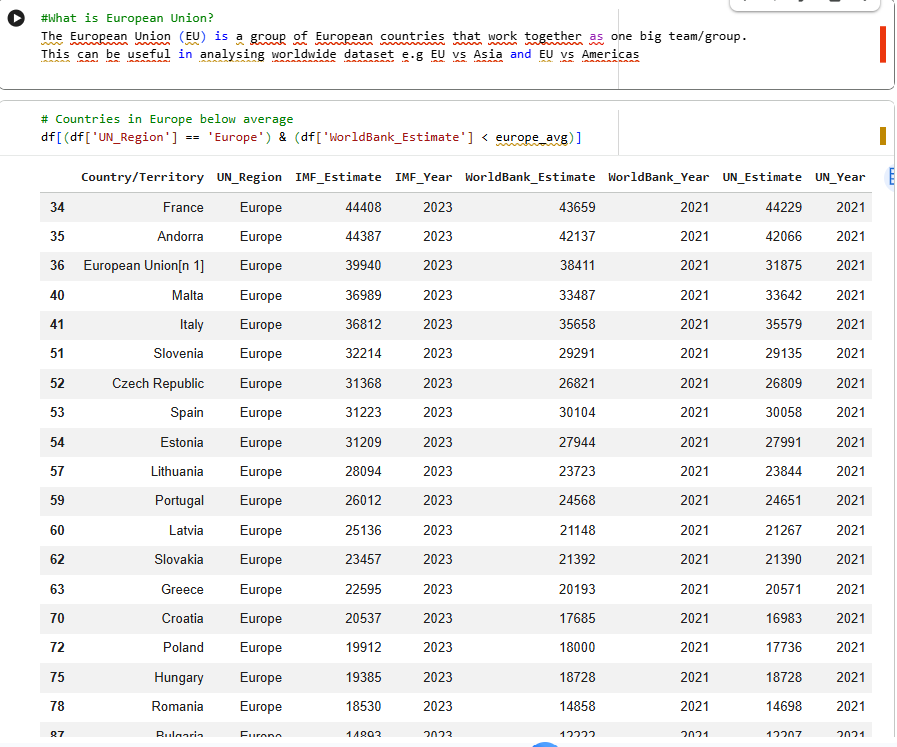 #What is European Union?
The European Union (EU) is a group of European countries that work together as one big team/group.
This can be useful in analysing worldwide dataset e.g EU vs Asia and EU vs Americas
# Countries in Europe below average
df[(df['UN_Region'] == 'Europe') & (df['WorldBank_Estimate'] < europe_avg)]
Country/Territory UN_Region IMF_Estimate IMF_Year WorldBank_Estimate WorldBank_Year UN_Estimate UN_Year
34 France Europe 44408 2023 43659 2021 44229 2021
35 Andorra Europe 44387 2023 42137 2021 42066 2021
36 European Union[n 1] Europe 39940 2023 38411 2021 31875 2021
40 Malta Europe 36989 2023 33487 2021 33642 2021
41 Italy Europe 36812 2023 35658 2021 35579 2021
51 Slovenia Europe 32214 2023 29291 2021 29135 2021
52 Czech Republic Europe 31368 2023 26821 2021 26809 2021
53 Spain Europe 31223 2023 30104 2021 30058 2021
54 Estonia Europe 31209 2023 27944 2021 27991 2021
57 Lithuania Europe 28094 2023 23723 2021 23844 2021
59 Portugal Europe 26012 2023 24568 2021 24651 2021
60 Latvia Europe 25136 2023 21148 2021 21267 2021
62 Slovakia Europe 23457 2023 21392 2021 21390 2021
63 Greece Europe 22595 2023 20193 2021 20571 2021
70 Croatia Europe 20537 2023 17685 2021 16983 2021
72 Poland Europe 19912 2023 18000 2021 17736 2021
75 Hungary Europe 19385 2023 18728 2021 18728 2021
78 Romania Europe 18530 2023 14858 2021 14698 2021
87 Bulgaria Europe 14893 2023 12222 2021 12207 2021